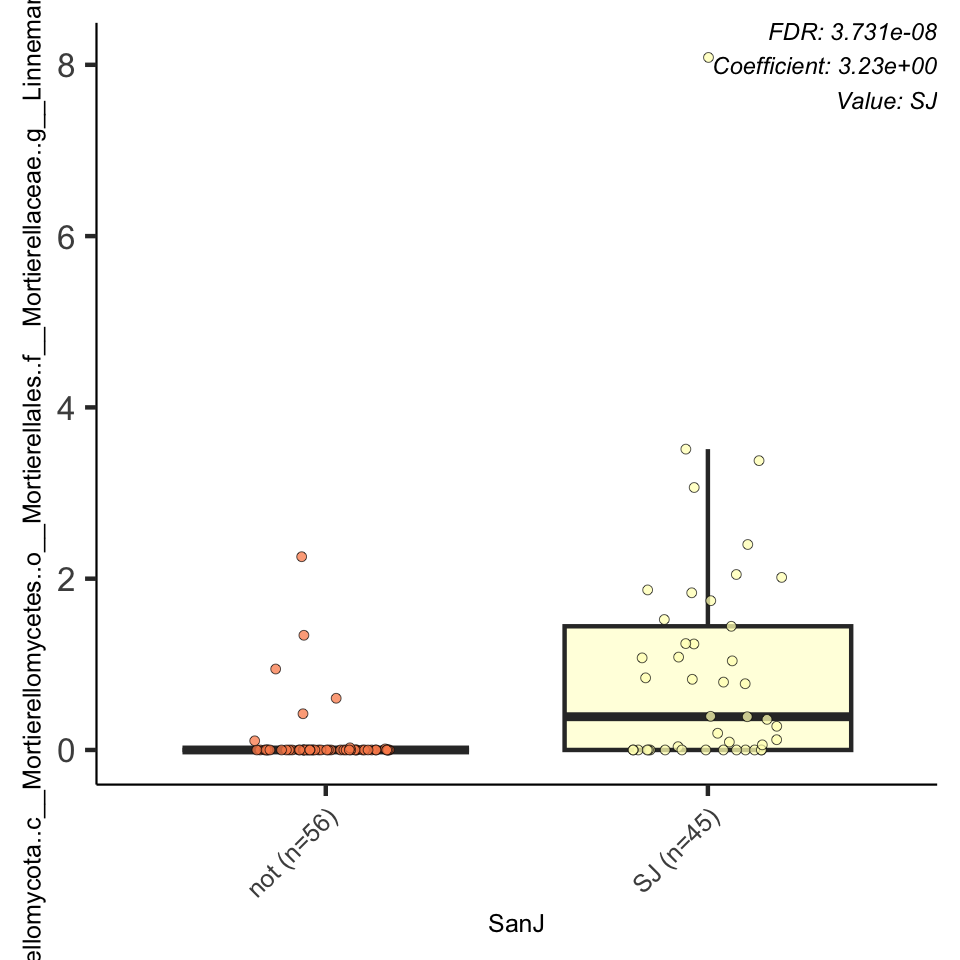 FDR: 3.731e-08
Coefficient: 3.23e+00
Value: SJ
8
6
4
2
0
ellomycota..c__Mortierellomycetes..o__Mortierellales..f__Mortierellaceae..g__Linneman
not (n=56)
SJ (n=45)
SanJ